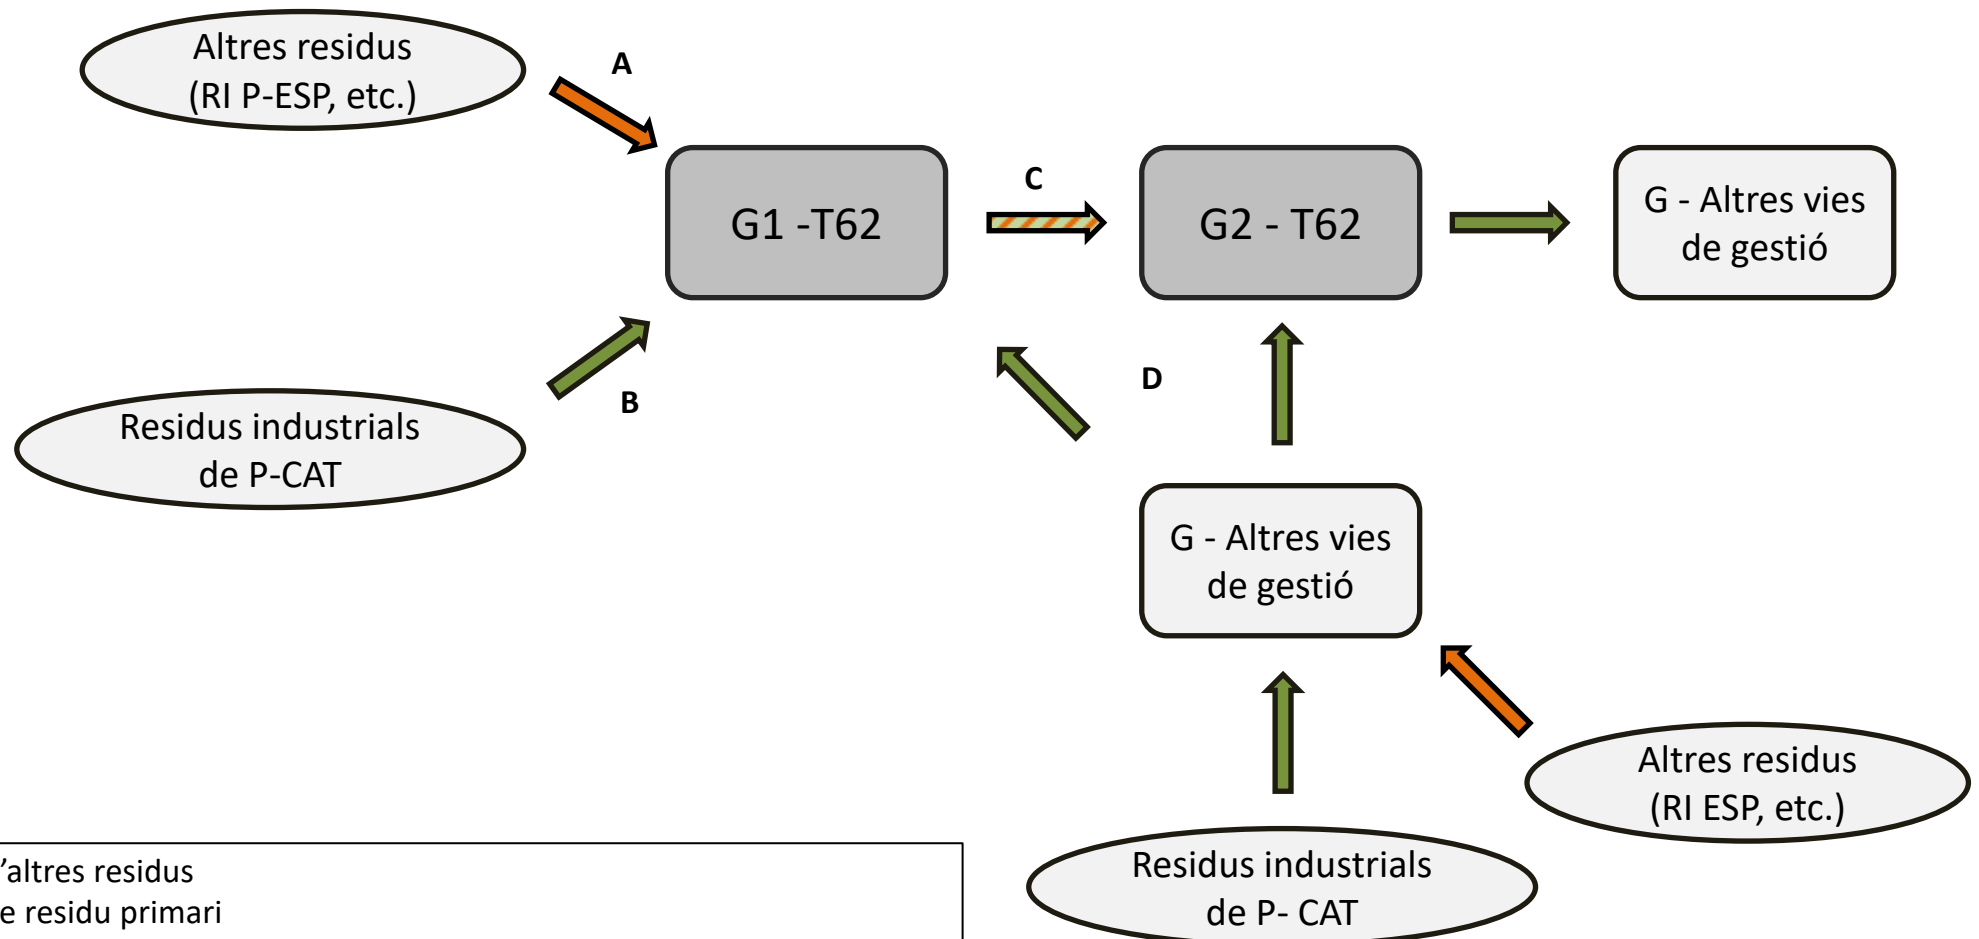 Altres residus
(RI P-ESP, etc.)
A
G1 -T62
C
G2 - T62
G - Altres vies
de gestió
B
D
Residus industrials
de P-CAT
G - Altres vies
de gestió
Altres residus
(RI ESP, etc.)
Residus industrials
de P- CAT
’altres residus
e residu primari